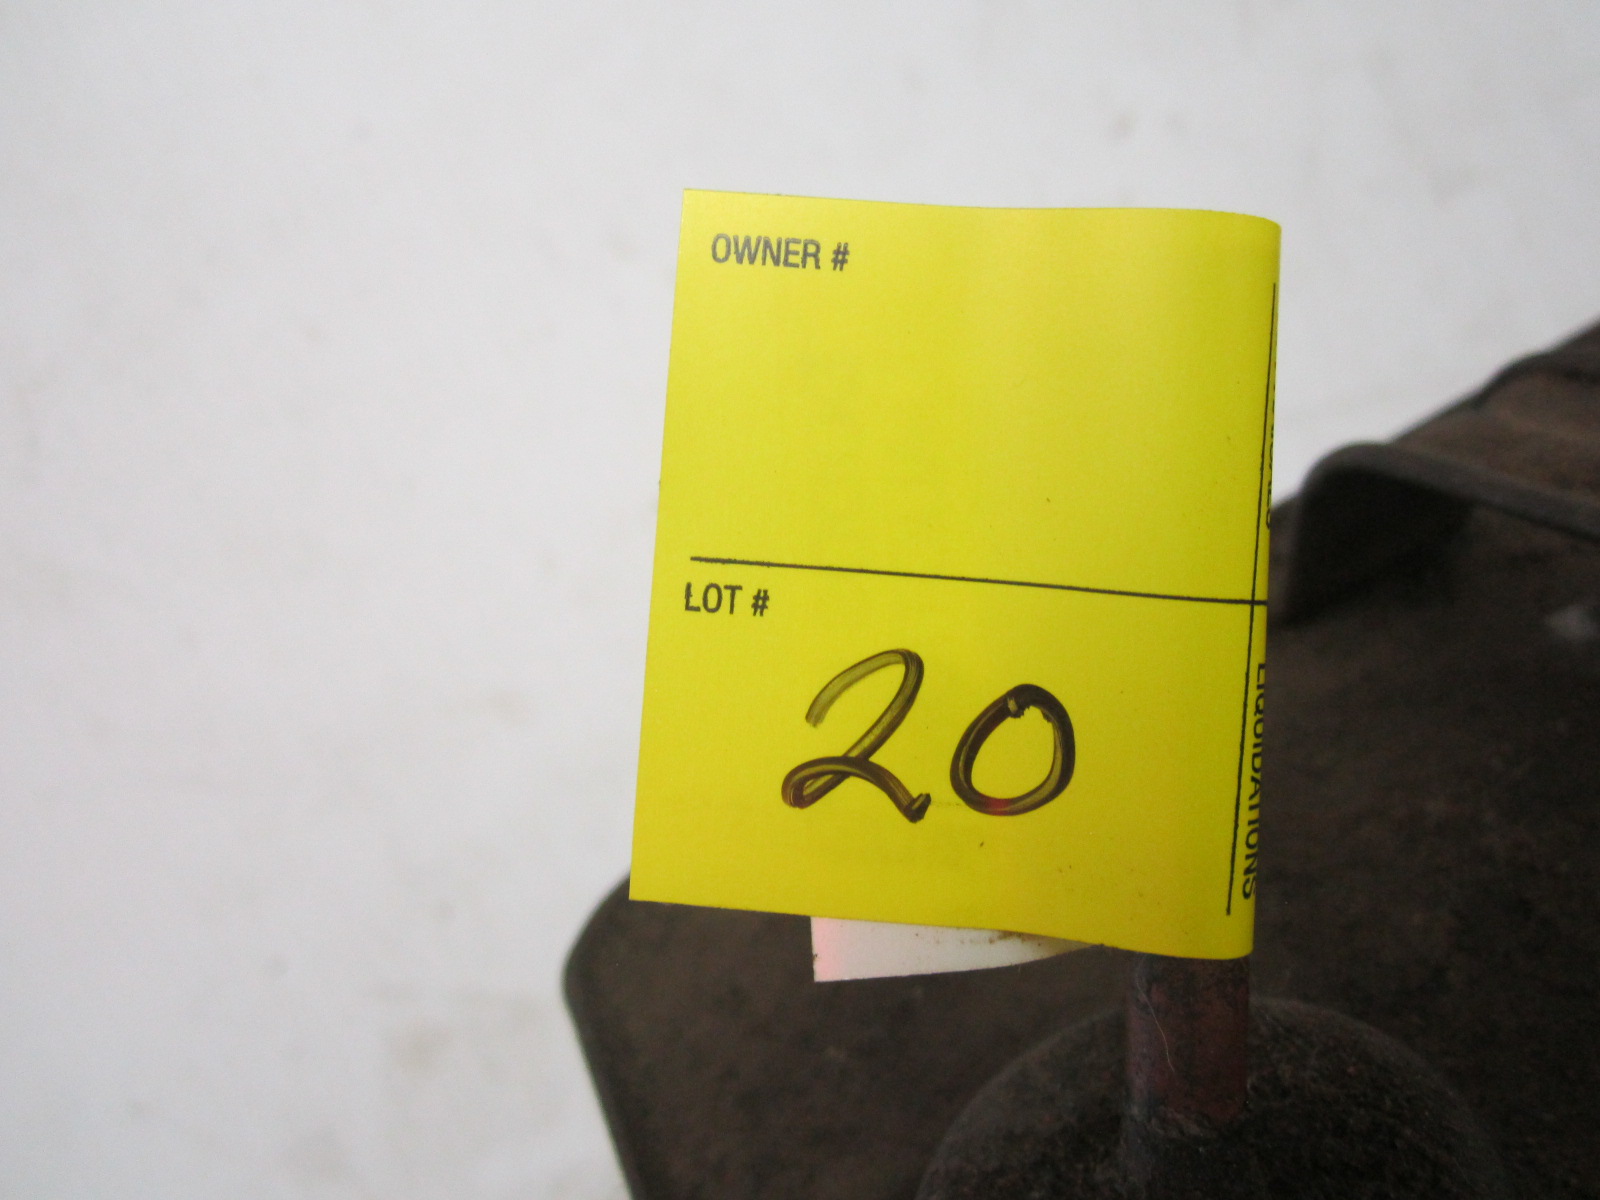 OWNER #
LOT #
20
LIQUIDATIONS